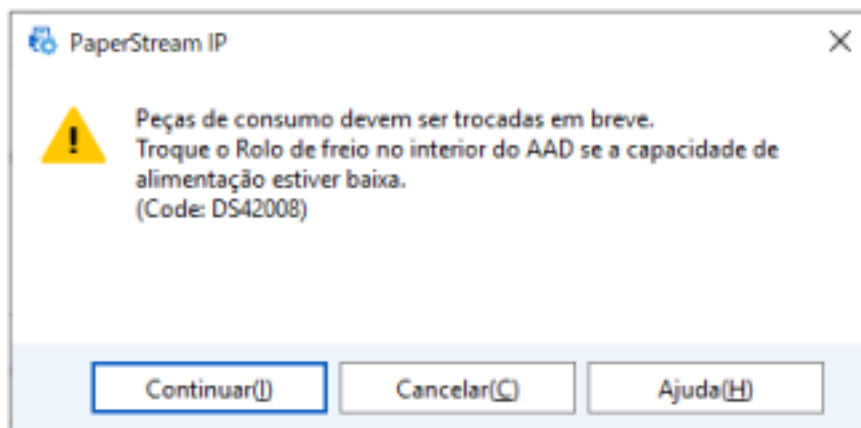 PaperStream IP
Peças de consumo devem ser trocadas em breve.
Troque o Rolo de freio no interior do AAD se a capacidade de
alimentação estiver baixa.
(Code: DS42008)
Continuar(I) Cancelar(C) Ajuda(H)